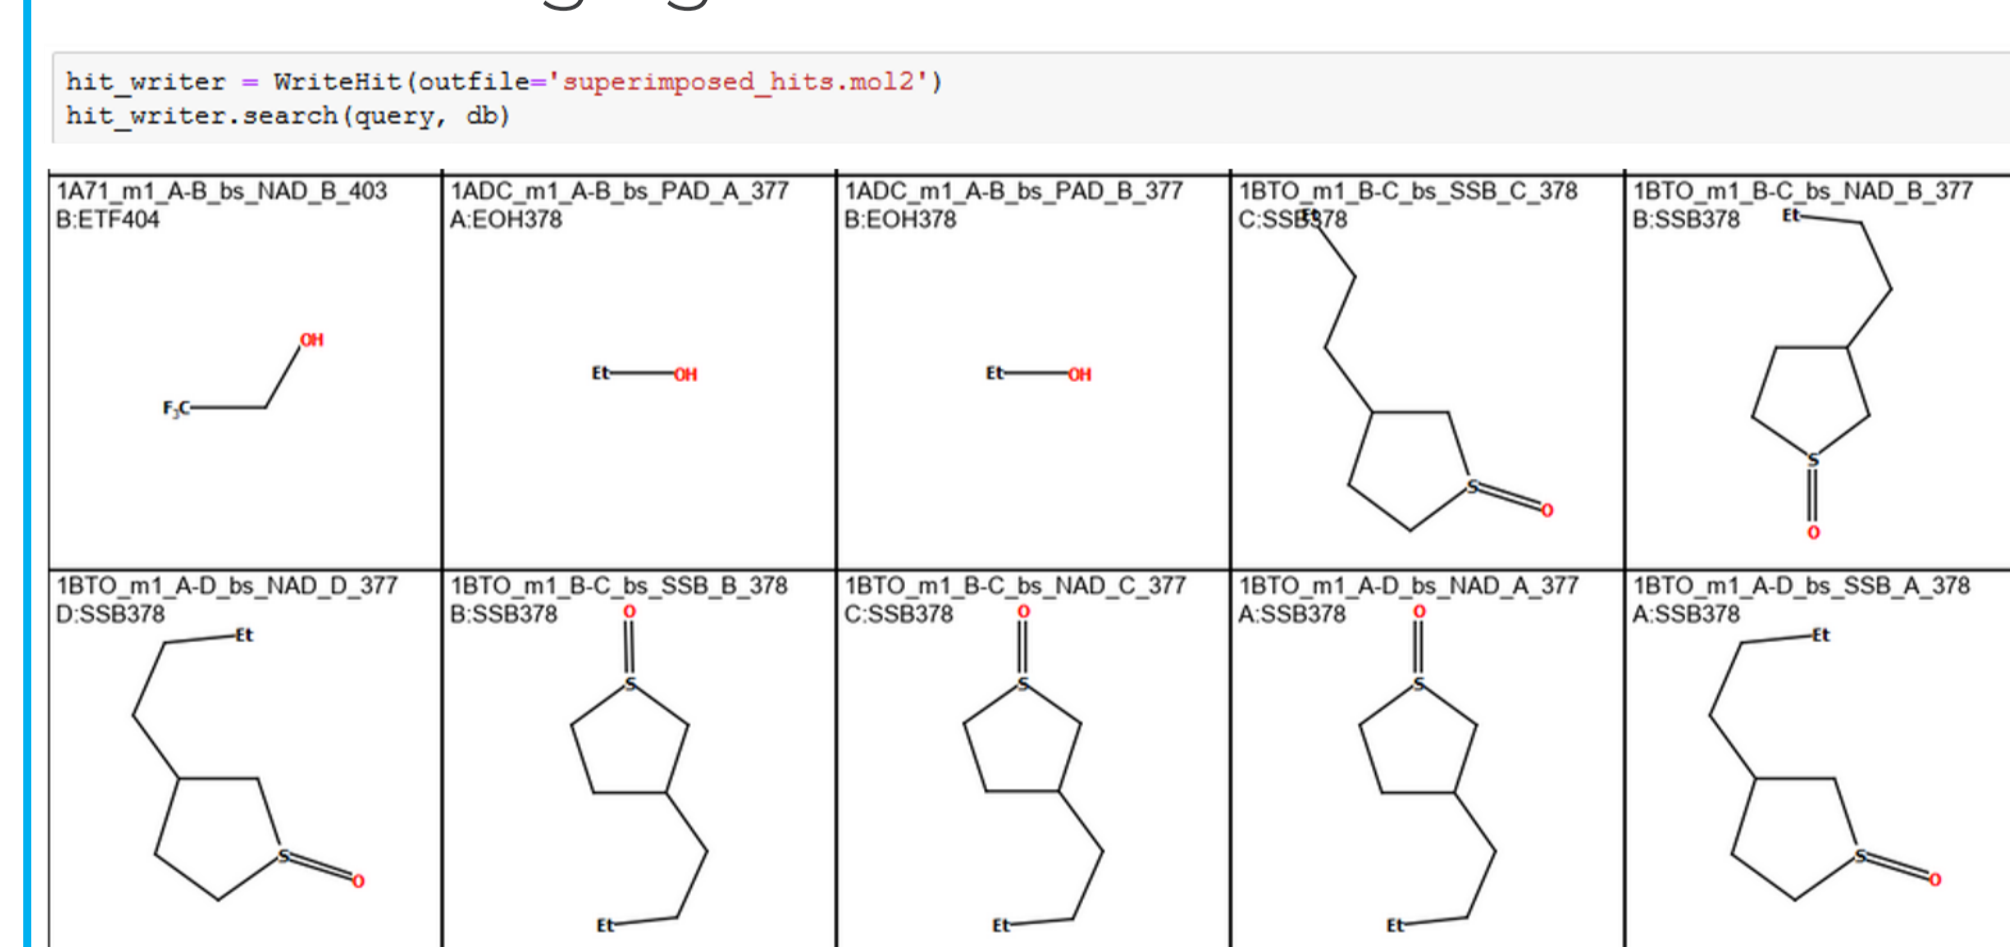 hit_writer = WriteHit(outfile='superimposed_hits.mol2')
hit_writer.search(query, db)
1A71_m1_A-B_bs_NAD_B_403
B:ETF404
OH
F3C
1ADC_m1_A-B_bs_PAD_A_377
A:EOH378
Et OH
1ADC_m1_A-B_bs_PAD_B_377
B:EOH378
Et OH
1BTO_m1_B-C_bs_SSB_C_378
C:SSB378
Et
S
O
1BTO_m1_B-C_bs_NAD_B_377
B:SSB378 Et
S
O
1BTO_m1_A-D_bs_NAD_D_377
D:SSB378
Et
S
O
1BTO_m1_B-C_bs_SSB_B_378
B:SSB378 O
S
Et
1BTO_m1_B-C_bs_NAD_C_377
C:SSB378 O
S
Et
1BTO_m1_A-D_bs_NAD_A_377
A:SSB378 O
S
Et
1BTO_m1_A-D_bs_SSB_A_378
A:SSB378
Et
S
O